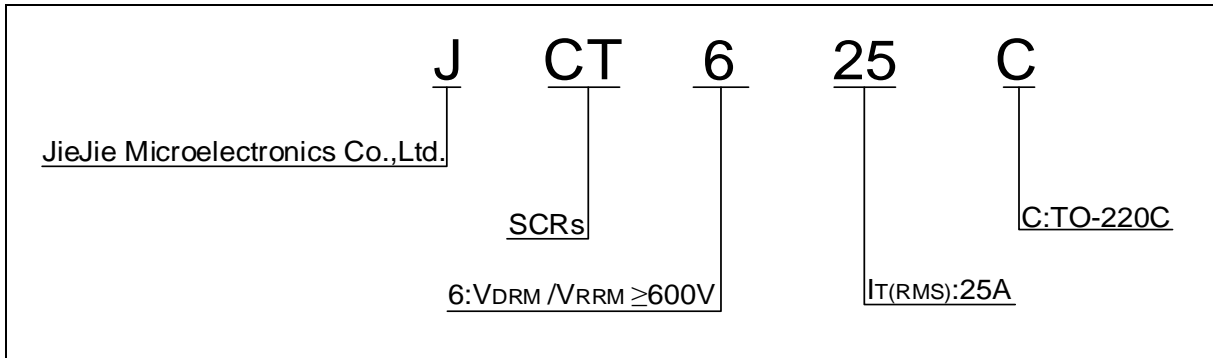 J CT 6 25 C
JieJie Microelectronics Co.,Ltd.
SCRs
C:TO-220C
6:VDRM /VRRM ≥600V
IT(RMS):25A